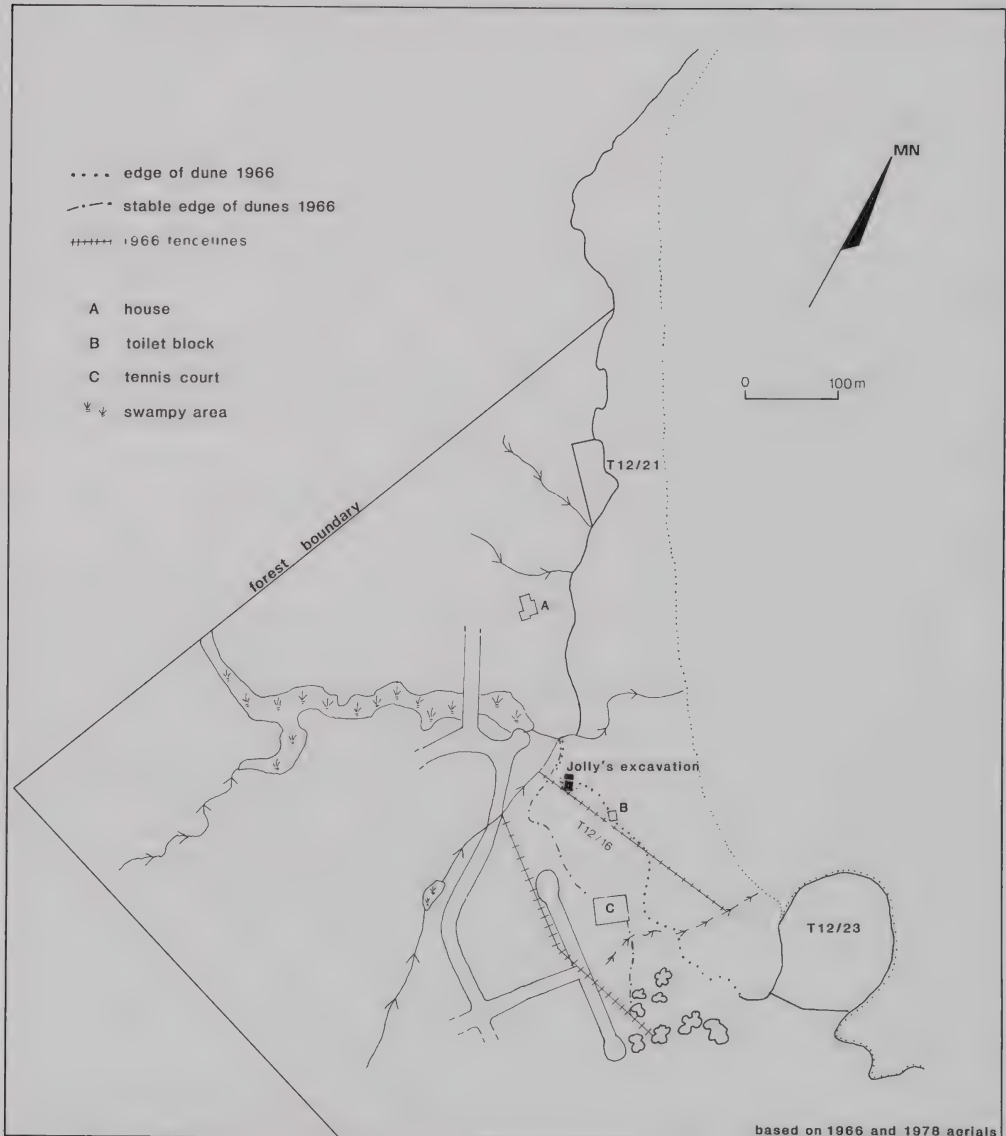 MN
edge of dune 1966
stable edge of dunes 1966
1966 fencelines
A house
B toilet block
C tennis court
swampy area
0 100m
T12/21
forest boundary
A
Jolly's excavation
B
T12/16
C
T12/23
based on 1966 and 1978 aerials